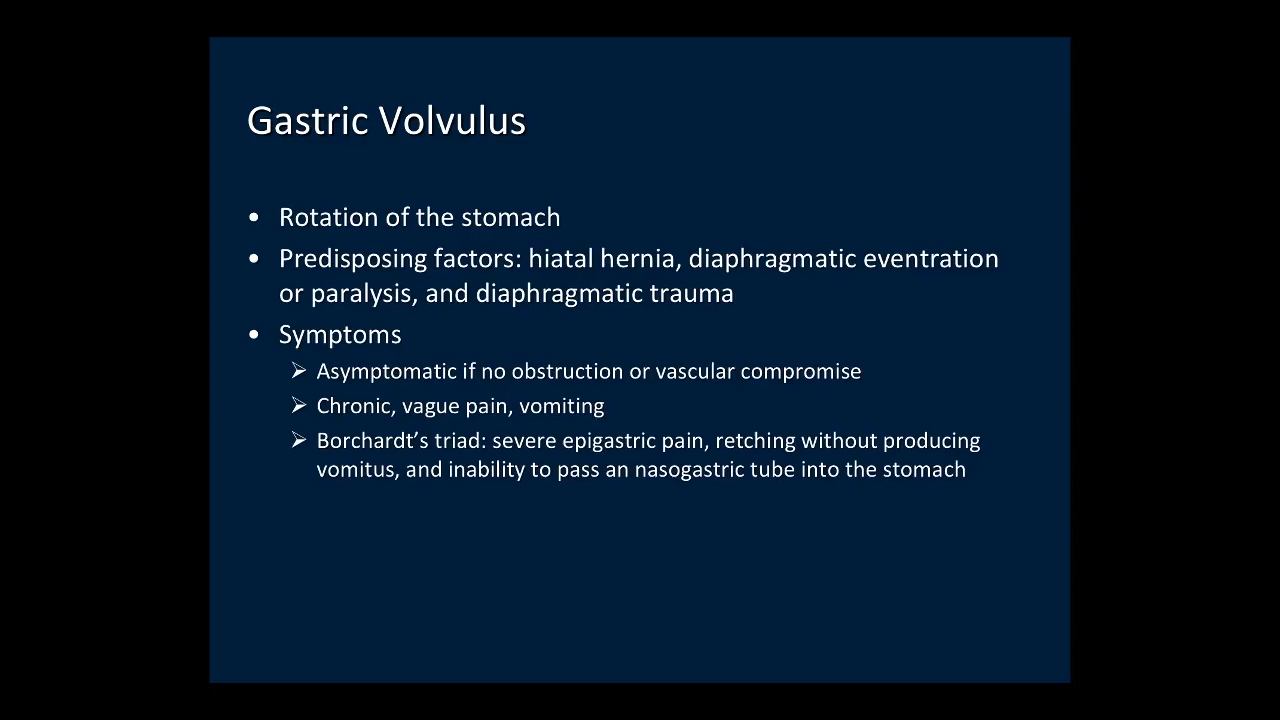 Gastric Volvulus
• Rotation of the stomach
• Predisposing factors: hiatal hernia, diaphragmatic eventration
or paralysis, and diaphragmatic trauma
• Symptoms
➢ Asymptomatic if no obstruction or vascular compromise
➢ Chronic, vague pain, vomiting
➢ Borchardt’s triad: severe epigastric pain, retching without producing
vomitus, and inability to pass an nasogastric tube into the stomach